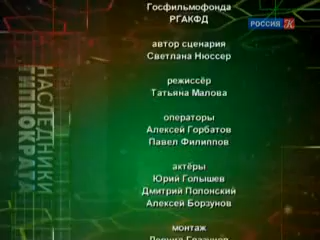 Госфильмофонда
РГАКФД
РОССИЯ К
автор сценария
Светлана Нюссер
режиссёр
Татьяна Малова
НАСЛЕДНИКИ
ГИППОКРАТА
операторы
Алексей Горбатов
Павел Филиппов
актёры
Юрий Голышев
Дмитрий Полонский
Алексей Борзунов
монтаж